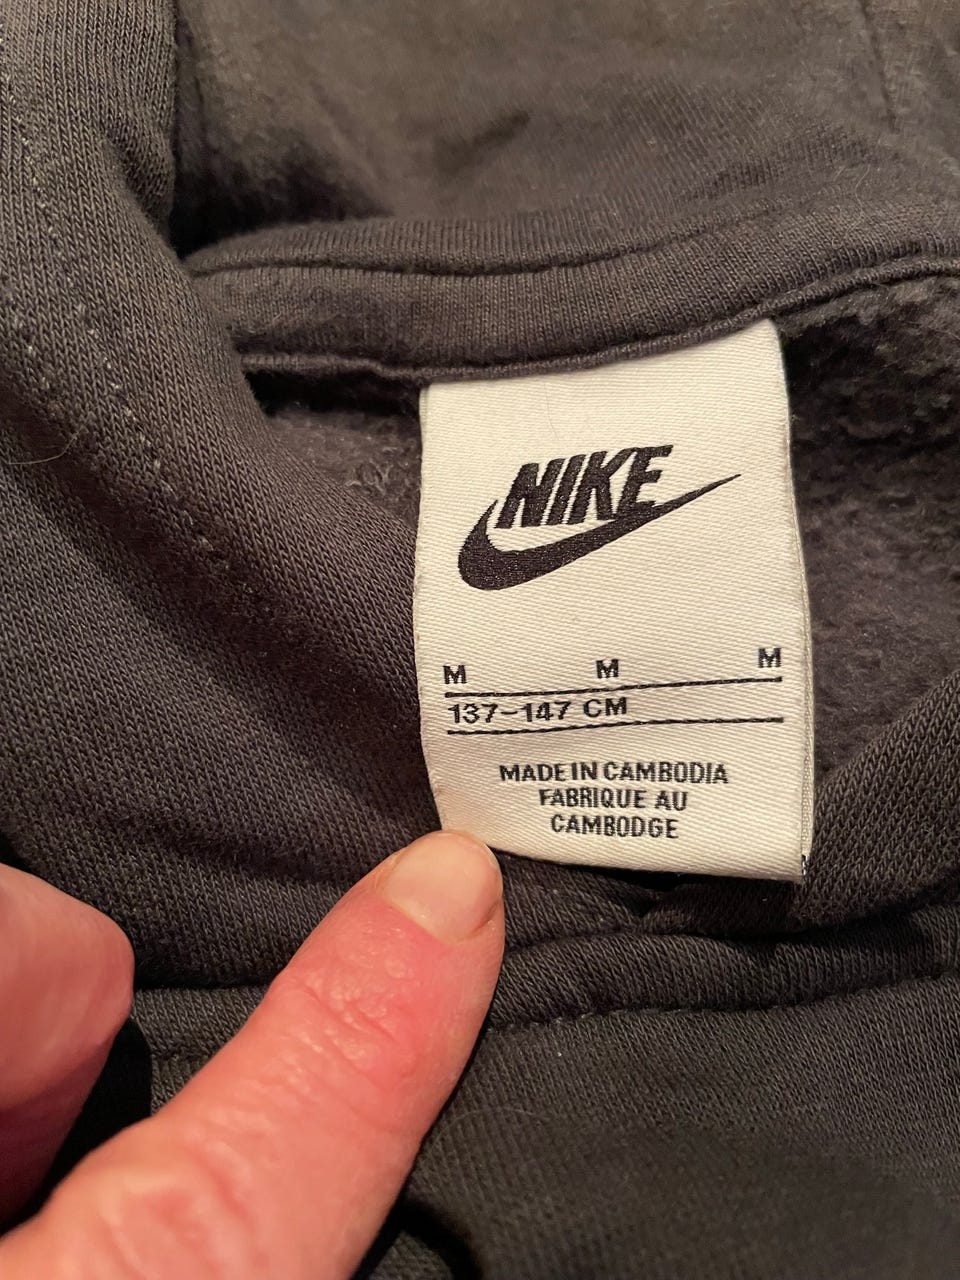 NIKE
M M M
137-147 CM
MADE IN CAMBODIA
FABRIQUE AU
CAMBODGE